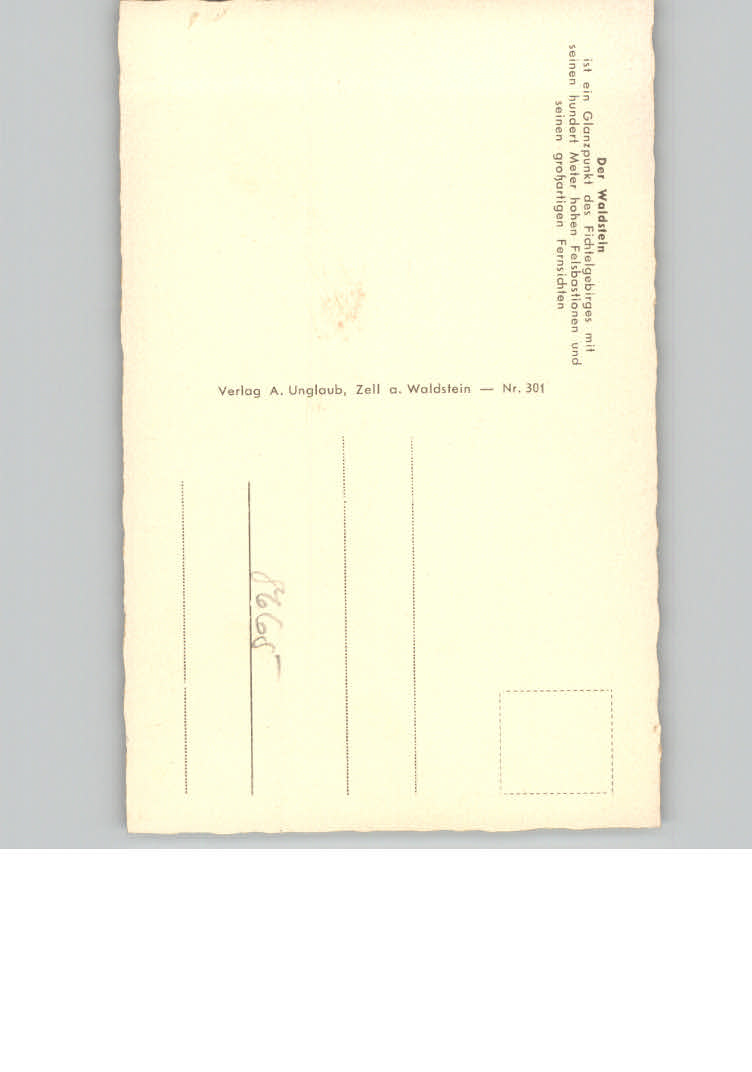 Der Waldstein
ist ein Glanzpunkt des Fichtelgebirges mit
seinen hundert Meter hohen Felsbastionen und
seinen großartigen Fernsichten
Verlag A. Unglaub, Zell a. Waldstein — Nr. 301